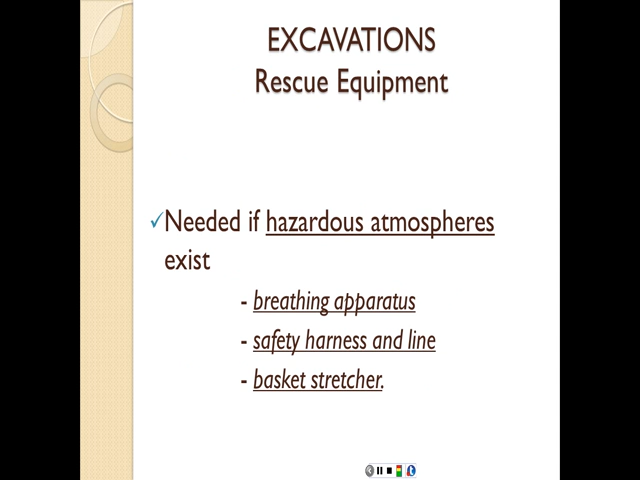 EXCAVATIONS
Rescue Equipment
✓Needed if hazardous atmospheres
exist
- breathing apparatus
- safety harness and line
- basket stretcher.